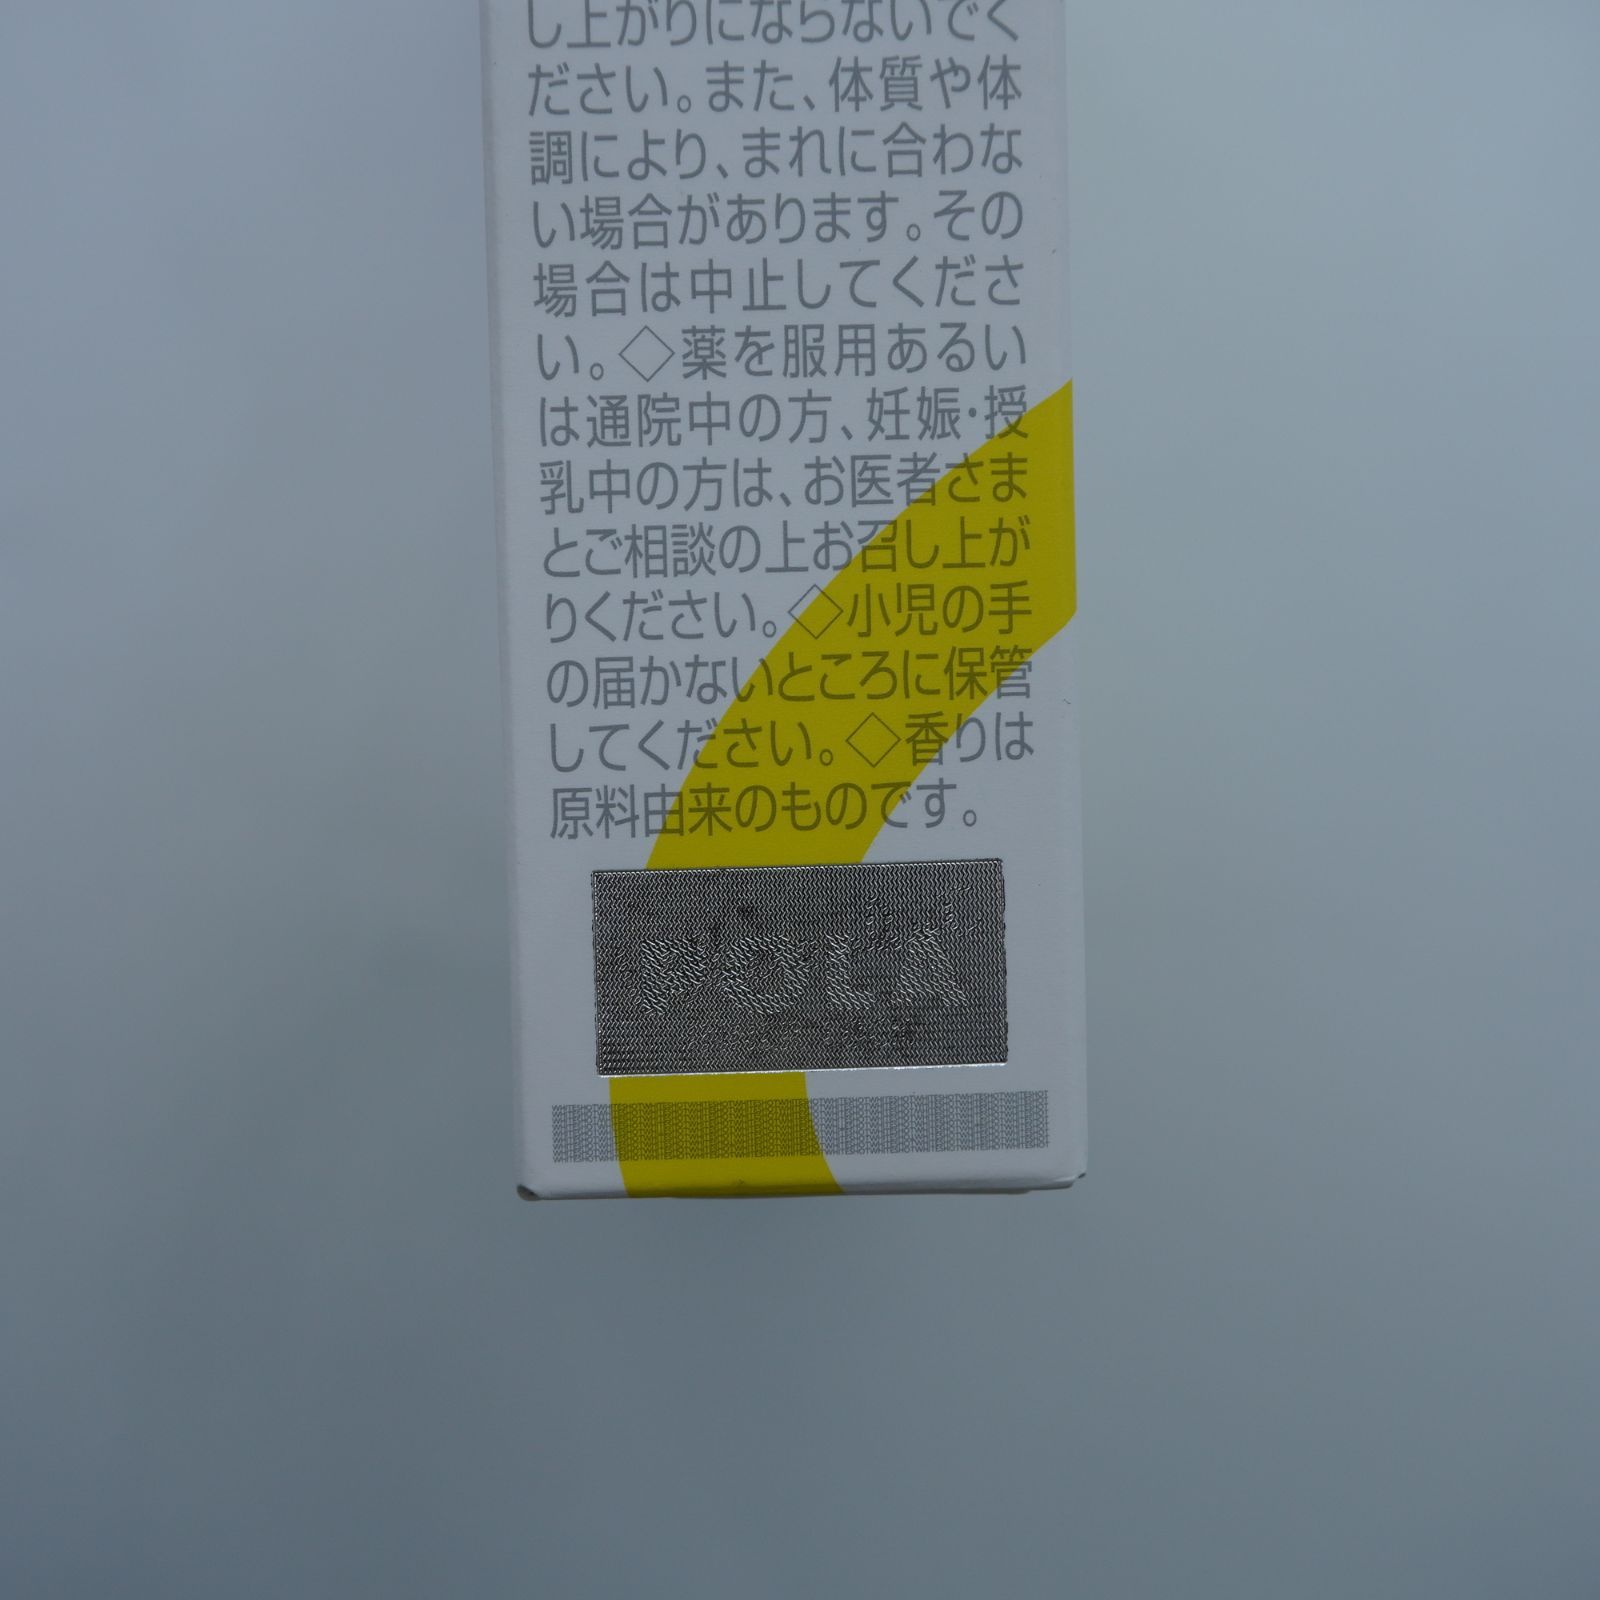 し上がりにならないでく
ださい。また、体質や体
調により、まれに合わな
い場合があります。その
場合は中止してくださ
い。◇薬を服用あるい
は通院中の方、妊娠・授
乳中の方は、お医者さま
とご相談の上お召し上が
りください。◇小児の手
の届かないところに保管
してください。◇香りは
原料由来のものです。
POLA
WHITESHOTWHITESHOTWHITESHOTWHITESHOTWHITESHOTWHITESHOT